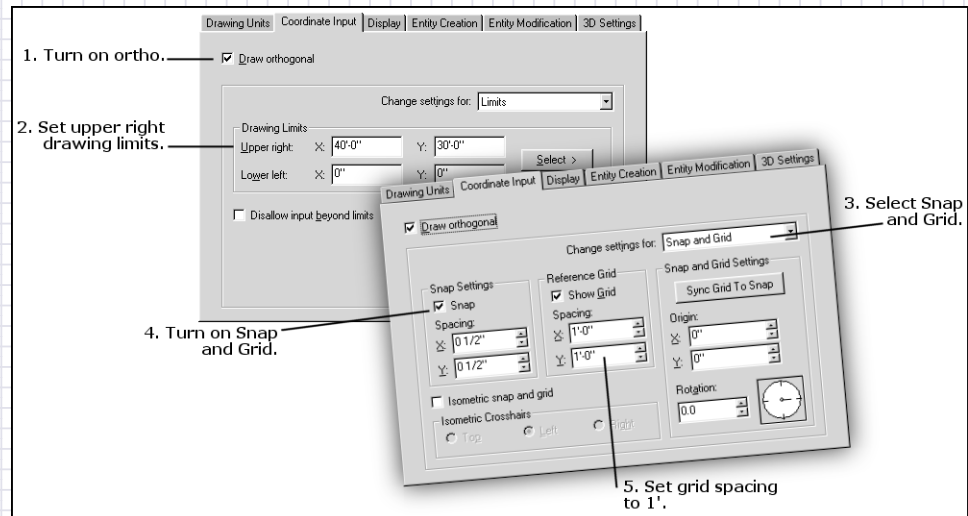 Drawing Units Coordinate Input Display Entity Creation Entity Modification 3D Settings
1. Turn on ortho.
Draw orthogonal
Change settings for: Limits
2. Set upper right
drawing limits.
Drawing Limits
Upper right: X: 40'-0" Y: 30'-0"
Lower left: X: 0" Y: 0"
Select >
Disallow input beyond limits
Drawing Units Coordinate Input Display Entity Creation Entity Modification 3D Settings
3. Select Snap
and Grid.
Draw orthogonal
Change settings for: Snap and Grid
4. Turn on Snap
and Grid.
Snap Settings
Snap
Spacing:
X: 0 1/2"
Y: 0 1/2"
Reference Grid
Show Grid
Spacing:
X: 1'-0"
Y: 1'-0"
Snap and Grid Settings
Sync Grid To Snap
Origin:
X: 0"
Y: 0"
Rotation:
0.0
Isometric snap and grid
Isometric Crosshairs
Top Left Right
5. Set grid spacing
to 1'.